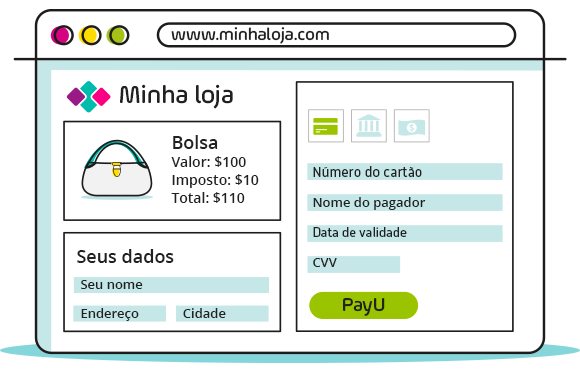 www.minhaloja.com
Minha loja
Bolsa
Valor: $100
Imposto: $10
Total: $110
Seus dados
Seu nome
Endereço
Cidade
$
Número do cartão
Nome do pagador
Data de validade
CVV
PayU